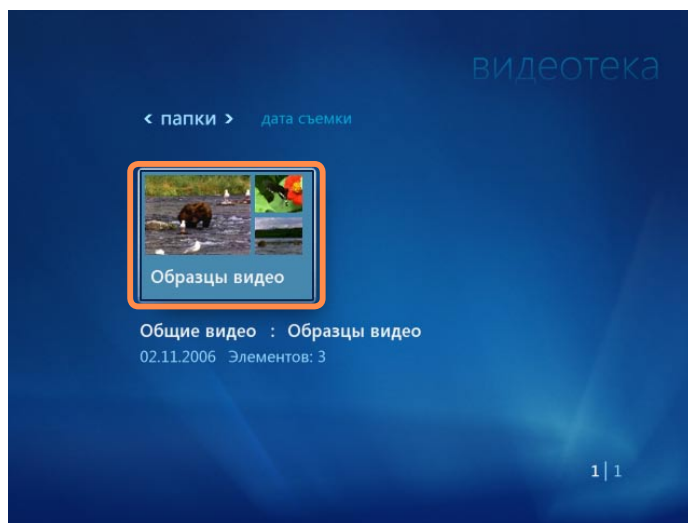 видеотека
< папки > дата съемки
Образцы видео
Общие видео : Образцы видео
02.11.2006 Элементов: 3
1 | 1